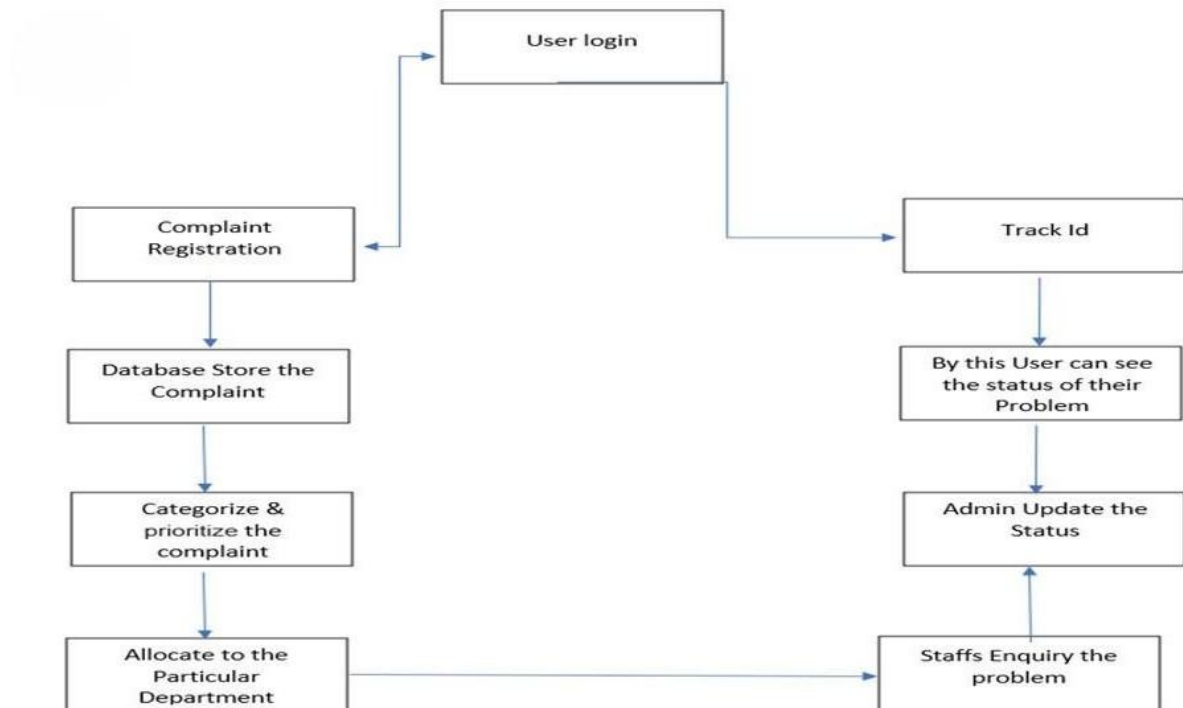 User login
Complaint
Registration
Track Id
Database Store the
Complaint
By this User can see
the status of their
Problem
Categorize &
prioritize the
complaint
Admin Update the
Status
Allocate to the
Particular
Department
Staffs Enquiry the
problem